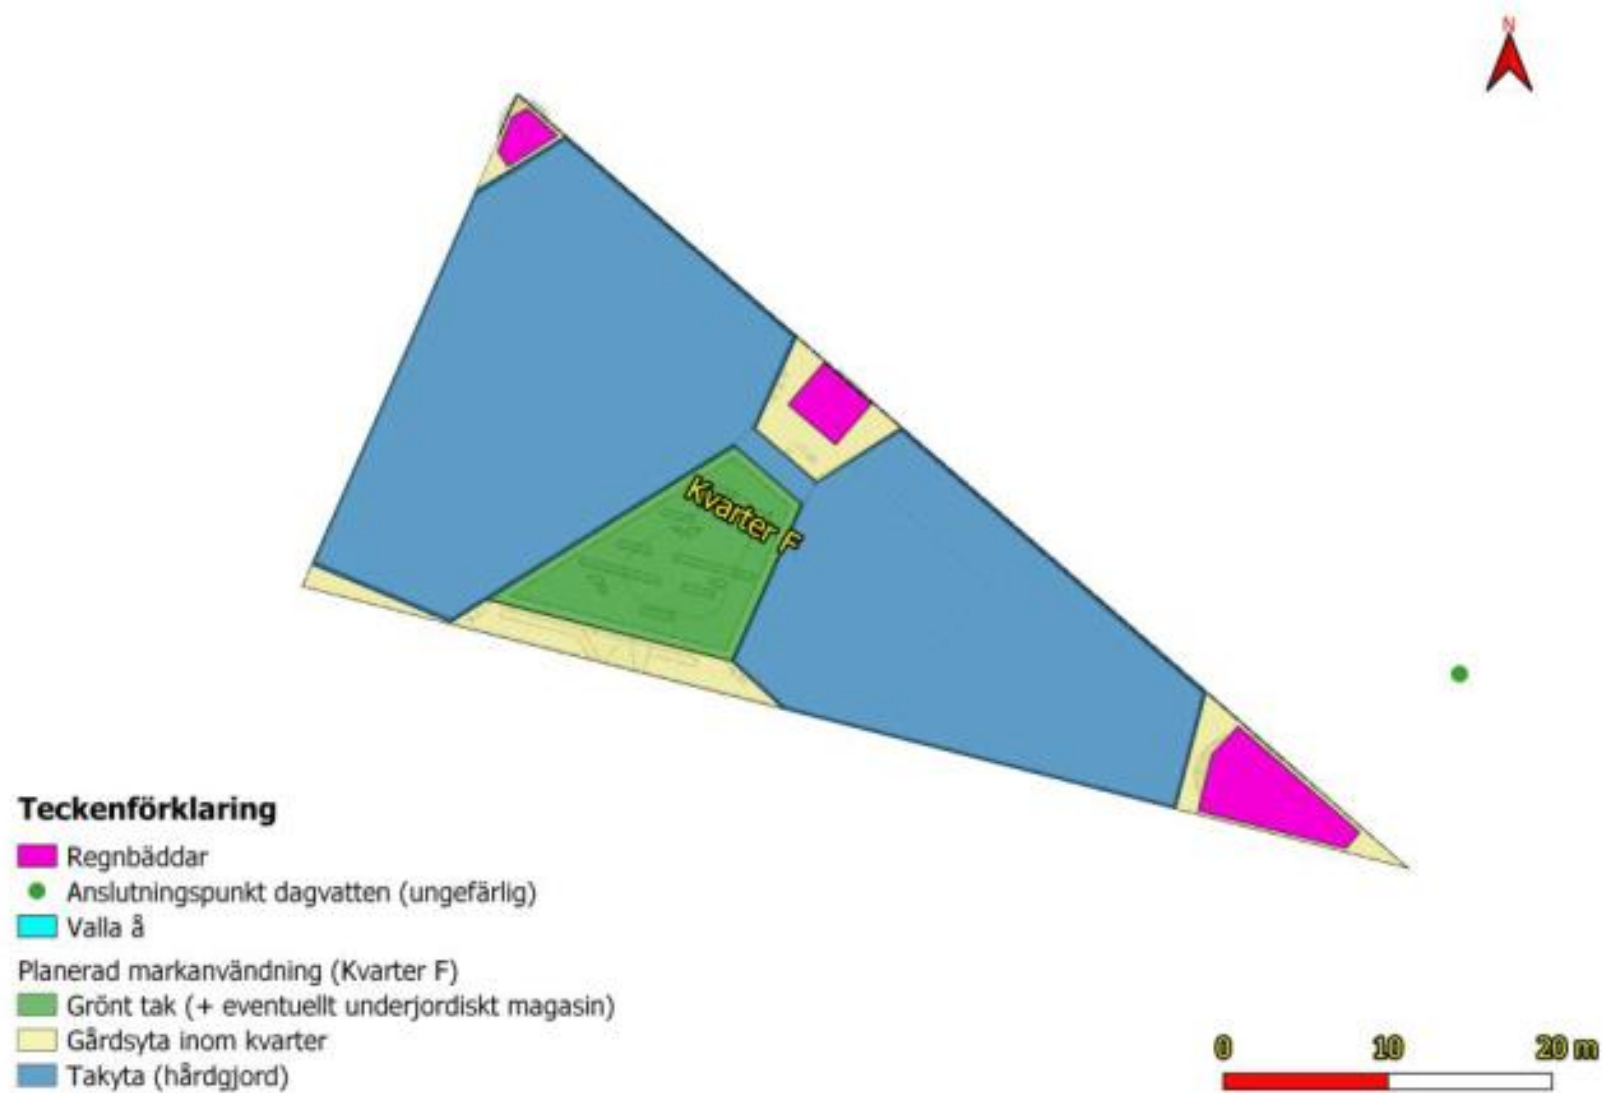 N
Kvarter F
Teckenförklaring
Regnbäddar
Anslutningspunkt dagvatten (ungefärlig)
Valla å
Planerad markanvändning (Kvarter F)
Grönt tak (+ eventuellt underjordiskt magasin)
Gårdsyta inom kvarter
Takyta (hårdgjord)
0 10 20 m